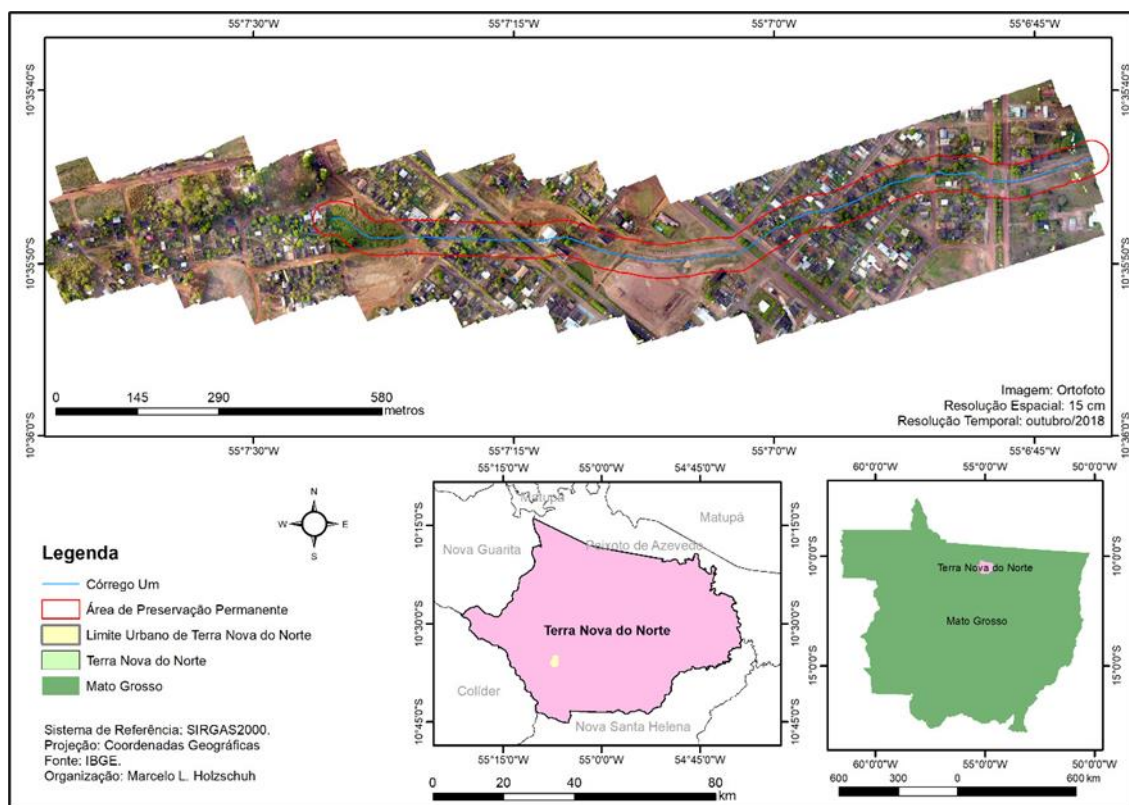 55°7'30"W 55°7'15"W 55°7'0"W 55°6'45"W
10°35'40"S 10°35'40"S
10°35'50"S 10°35'50"S
10°36'0"S 10°36'0"S
0 145 290 580
metros
Imagem: Ortofoto
Resolução Espacial: 15 cm
Resolução Temporal: outubro/2018
55°7'30"W 55°7'15"W 55°7'0"W 55°6'45"W
N
W E
S
Legenda
Córrego Um
Área de Preservação Permanente
Limite Urbano de Terra Nova do Norte
Terra Nova do Norte
Mato Grosso
Sistema de Referência: SIRGAS2000.
Projeção: Coordenadas Geográficas
Fonte: IBGE.
Organização: Marcelo L. Holzschuh
55°15'0"W 55°0'0"W 54°45'0"W
Matupá
Matupá
10°15'0"S 10°15'0"S
Nova Guarita
Peixoto de Azevedo
10°30'0"S 10°30'0"S
Terra Nova do Norte
Colíder
10°45'0"S 10°45'0"S
Nova Santa Helena
55°15'0"W 55°0'0"W 54°45'0"W
0 20 40 80
km
60°0'0"W 55°0'0"W 50°0'0"W
10°0'0"S 10°0'0"S
Terra Nova do Norte
Mato Grosso
15°0'0"S 15°0'0"S
60°0'0"W 55°0'0"W 50°0'0"W
600 300 0 600 km